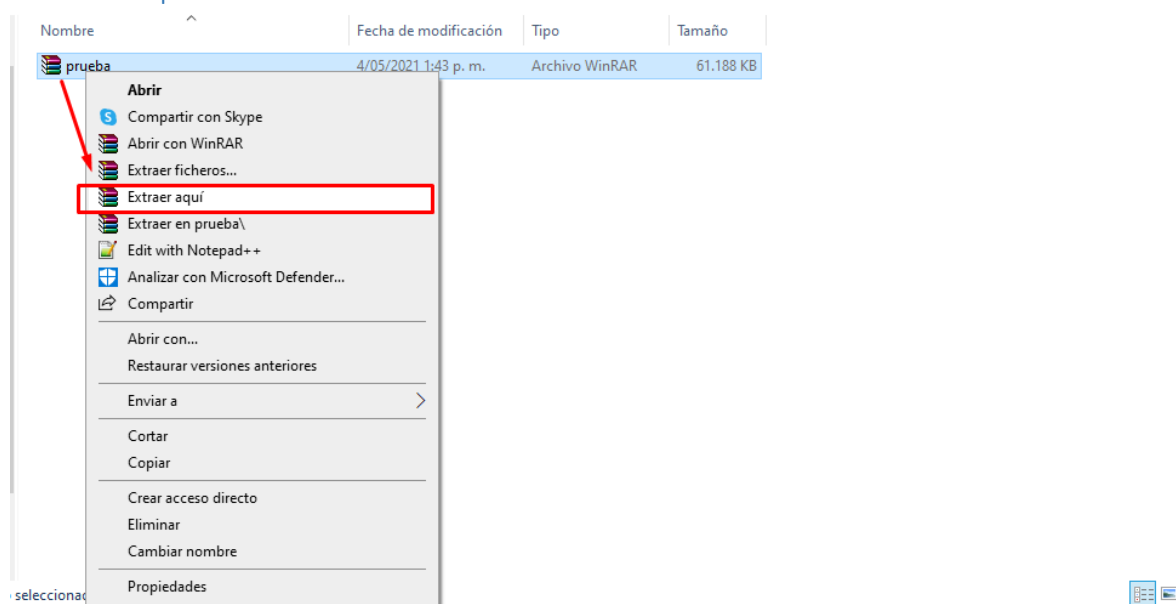 Nombre Fecha de modificación Tipo Tamaño
prueba 4/05/2021 1:43 p. m. Archivo WinRAR 61.188 KB
Abrir
Compartir con Skype
Abrir con WinRAR
Extraer ficheros...
Extraer aquí
Extraer en prueba\
Edit with Notepad++
Analizar con Microsoft Defender...
Compartir
Abrir con...
Restaurar versiones anteriores
Enviar a
Cortar
Copiar
Crear acceso directo
Eliminar
Cambiar nombre
Propiedades